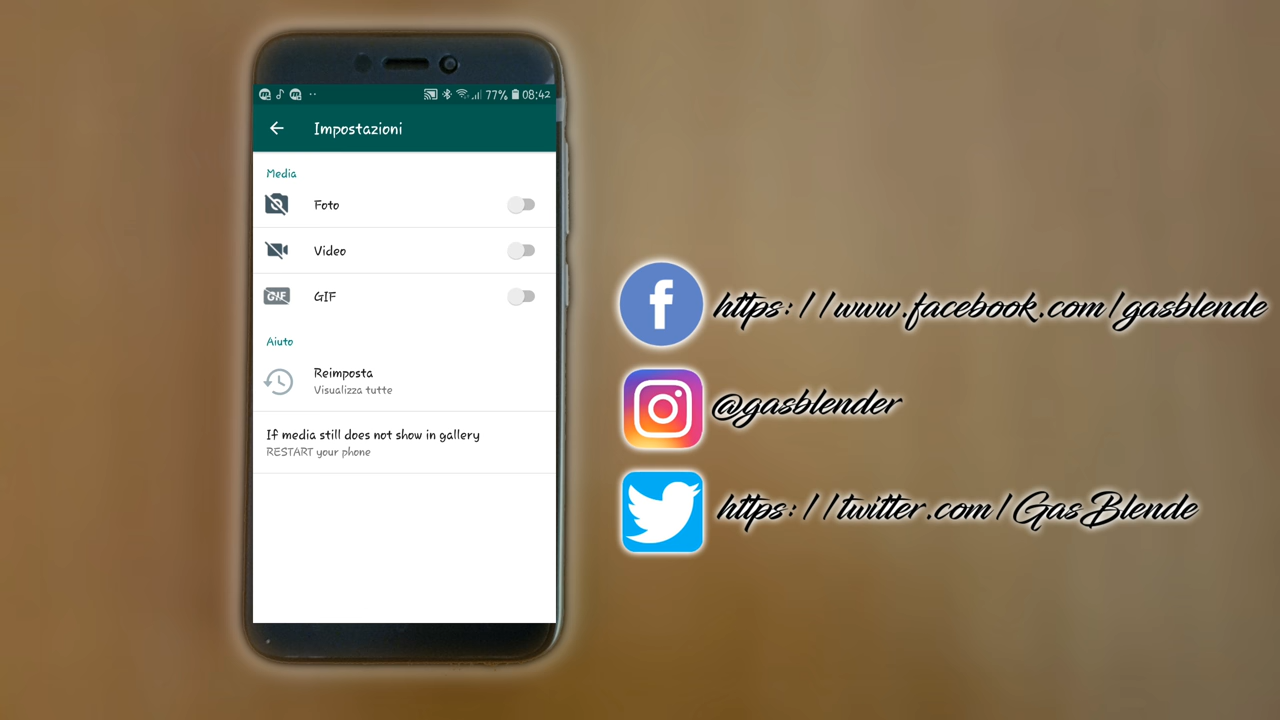 77% 08:42
Impostazioni
Media
Foto
Video
GIF
GIF
Aiuto
Reimposta
Visualizza tutte
If media still does not show in gallery
RESTART your phone
f https://www.facebook.com/gasblende
@gasblender
https://twitter.com/GasBlende